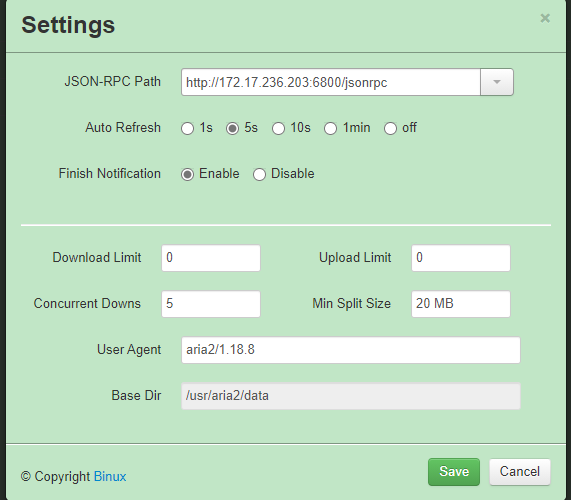 Settings
×
JSON-RPC Path http://172.17.236.203:6800/jsonrpc
Auto Refresh 1s 5s 10s 1min off
Finish Notification Enable Disable
Download Limit 0 Upload Limit 0
Concurrent Downs 5 Min Split Size 20 MB
User Agent aria2/1.18.8
Base Dir /usr/aria2/data
© Copyright Binux Save Cancel